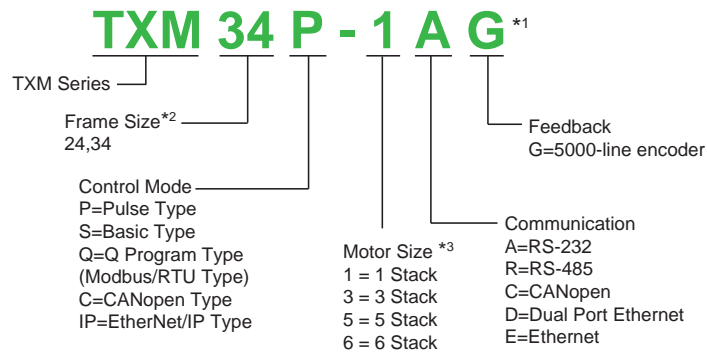 TXM 34 P - 1 A G *1
TXM Series
Frame Size*2
24,34
Control Mode
P=Pulse Type
S=Basic Type
Q=Q Program Type
(Modbus/RTU Type)
C=CANopen Type
IP=EtherNet/IP Type
Motor Size *3
1 = 1 Stack
3 = 3 Stack
5 = 5 Stack
6 = 6 Stack
Communication
A=RS-232
R=RS-485
C=CANopen
D=Dual Port Ethernet
E=Ethernet
Feedback
G=5000-line encoder